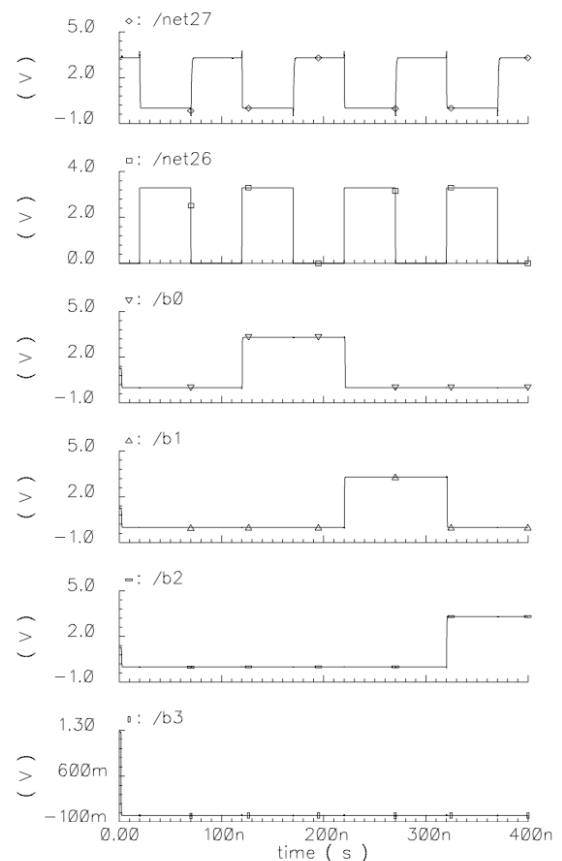 ◇: /net27
5.0
2.0
-1.0
(V)
□: /net26
4.0
2.0
0.0
(V)
▽: /b0
5.0
2.0
-1.0
(V)
△: /b1
5.0
2.0
-1.0
(V)
▭: /b2
5.0
2.0
-1.0
(V)
▯: /b3
1.30
600m
-100m
(V)
0.00 100n 200n 300n 400n
time ( s )